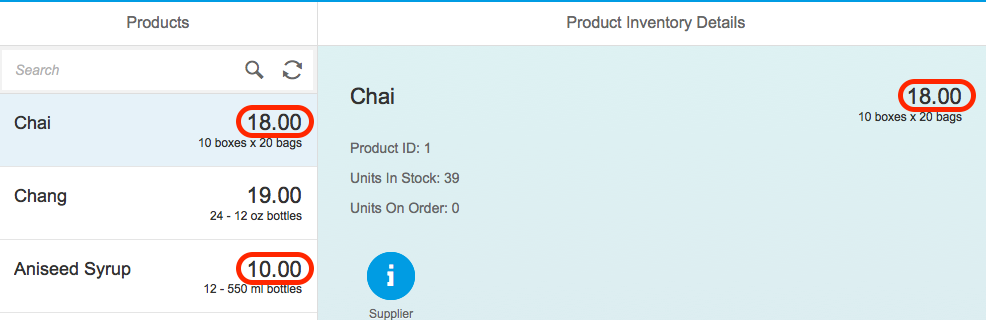 Products
Product Inventory Details
Search
Chai
18.00
10 boxes x 20 bags
Chang
19.00
24 - 12 oz bottles
Aniseed Syrup
10.00
12 - 550 ml bottles
Chai
18.00
10 boxes x 20 bags
Product ID: 1
Units In Stock: 39
Units On Order: 0
Supplier